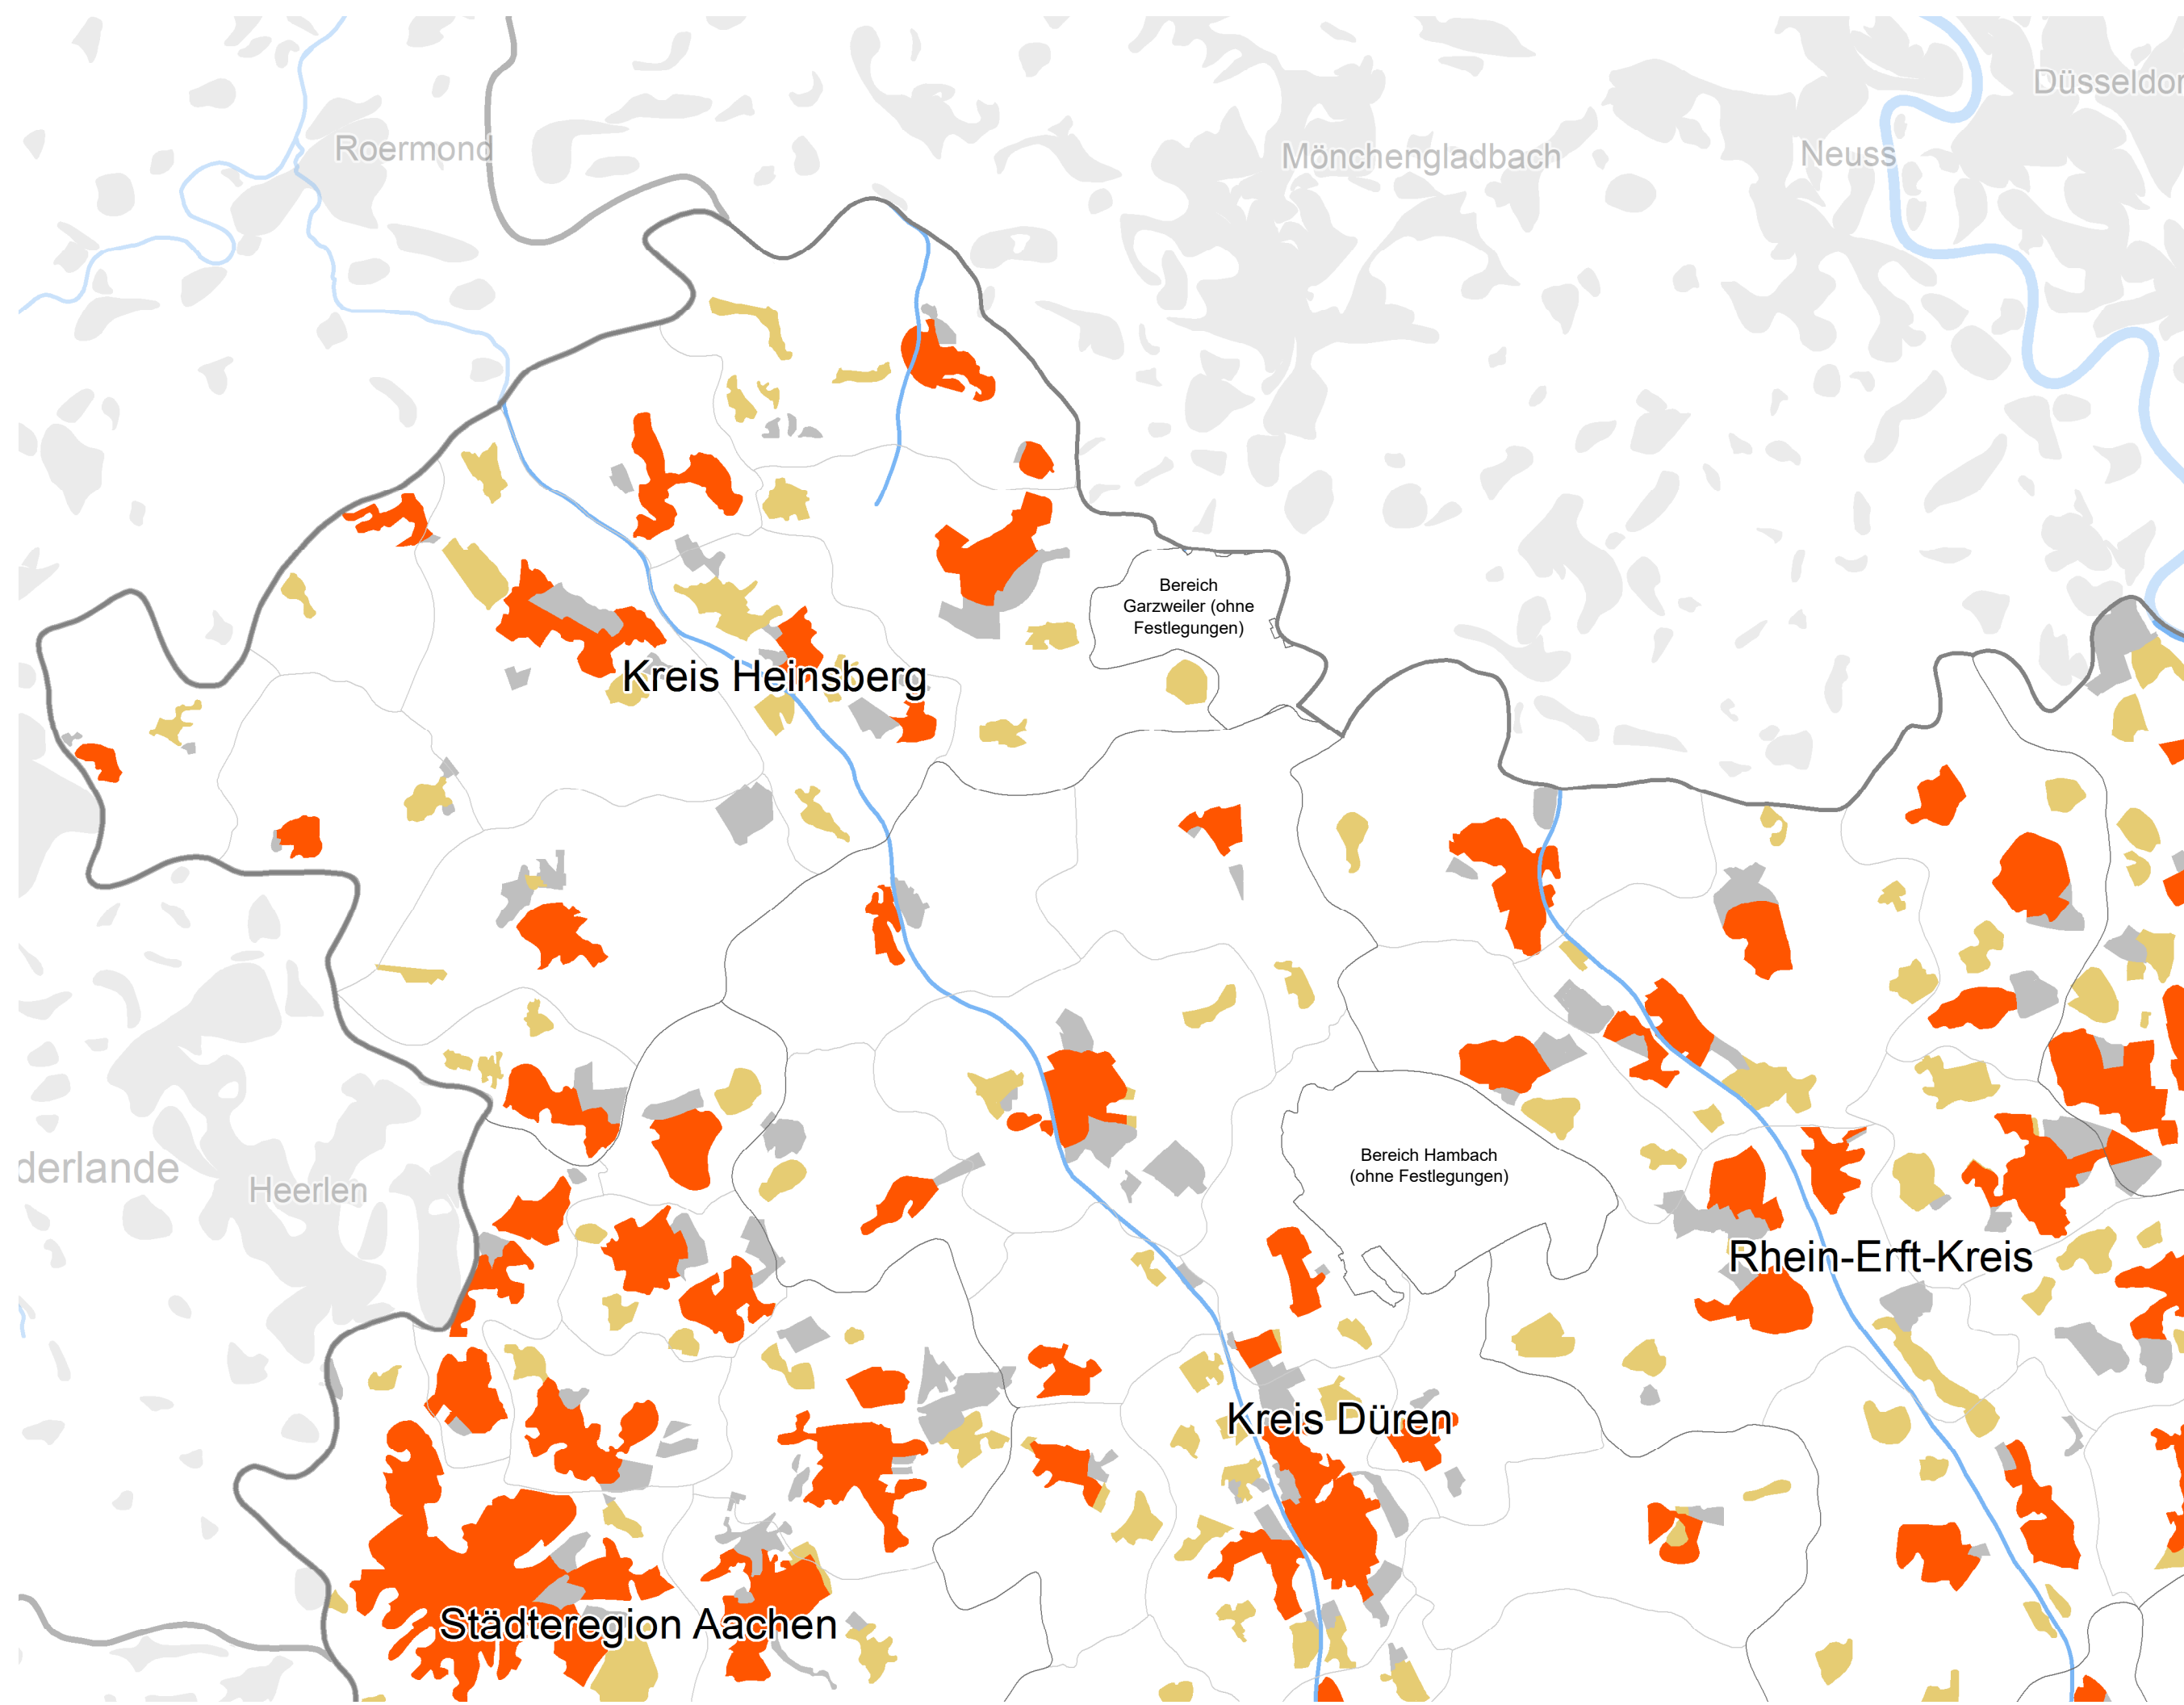 Düsseldor
Roermond
Mönchengladbach
Neuss
Bereich
Garzweiler (ohne
Festlegungen)
Kreis Heinsberg
derlande
Heerlen
Bereich Hambach
(ohne Festlegungen)
Rhein-Erft-Kreis
Kreis Düren
Städteregion Aachen